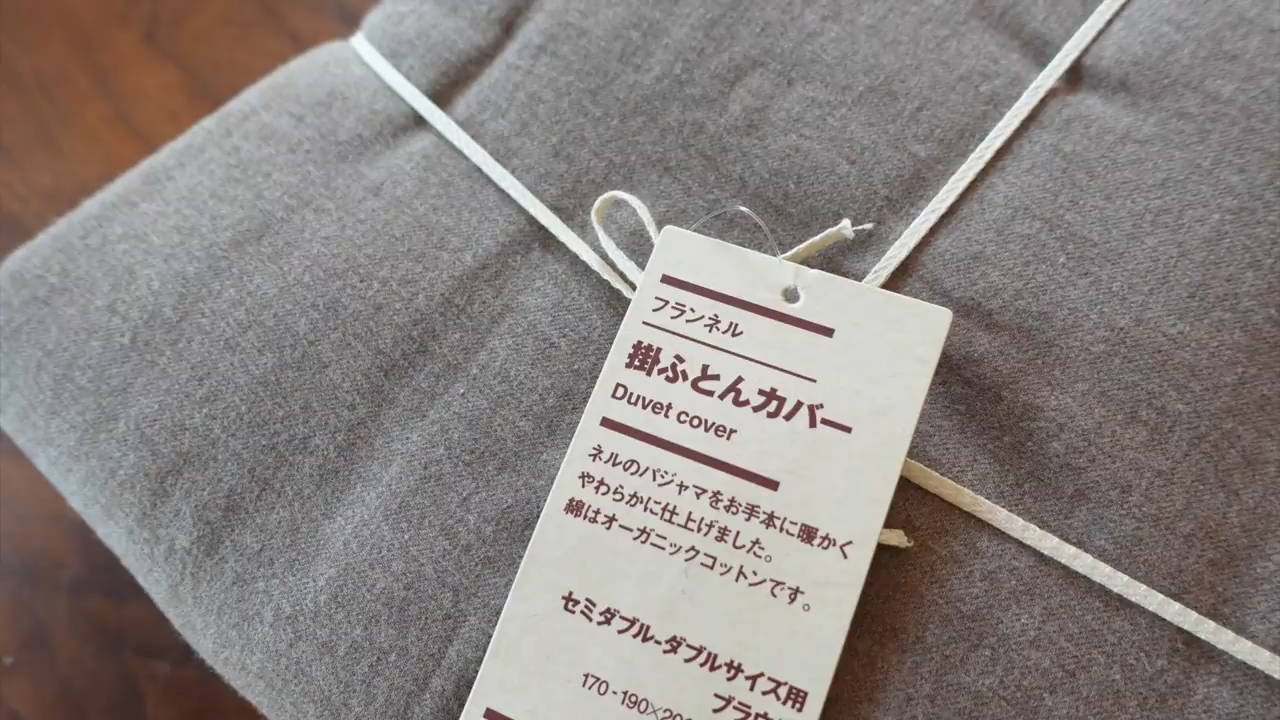 フランネル
掛ふとんカバー
Duvet cover
ネルのパジャマをお手本に暖かく
やわらかに仕上げました。
綿はオーガニックコットンです。
セミダブル-ダブルサイズ用